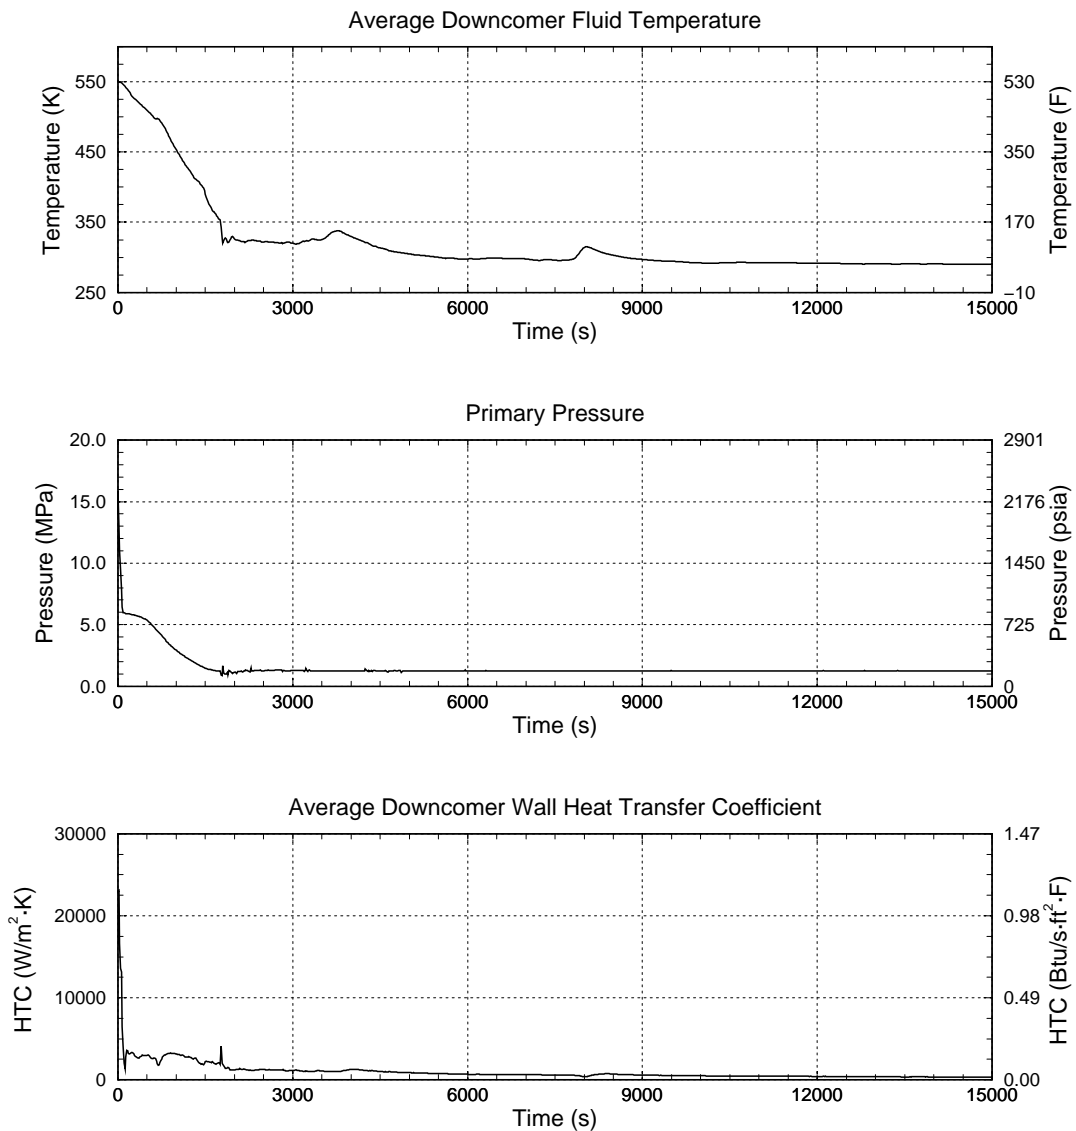 Average Downcomer Fluid Temperature
550
450
350
250
Temperature (K)
530
350
170
−10
Temperature (F)
0 3000 6000 9000 12000 15000
Time (s)
Primary Pressure
20.0
15.0
10.0
5.0
0.0
Pressure (MPa)
2901
2176
1450
725
0
Pressure (psia)
0 3000 6000 9000 12000 15000
Time (s)
Average Downcomer Wall Heat Transfer Coefficient
30000
20000
10000
0
HTC (W/m²·K)
1.47
0.98
0.49
0.00
HTC (Btu/s·ft²·F)
0 3000 6000 9000 12000 15000
Time (s)